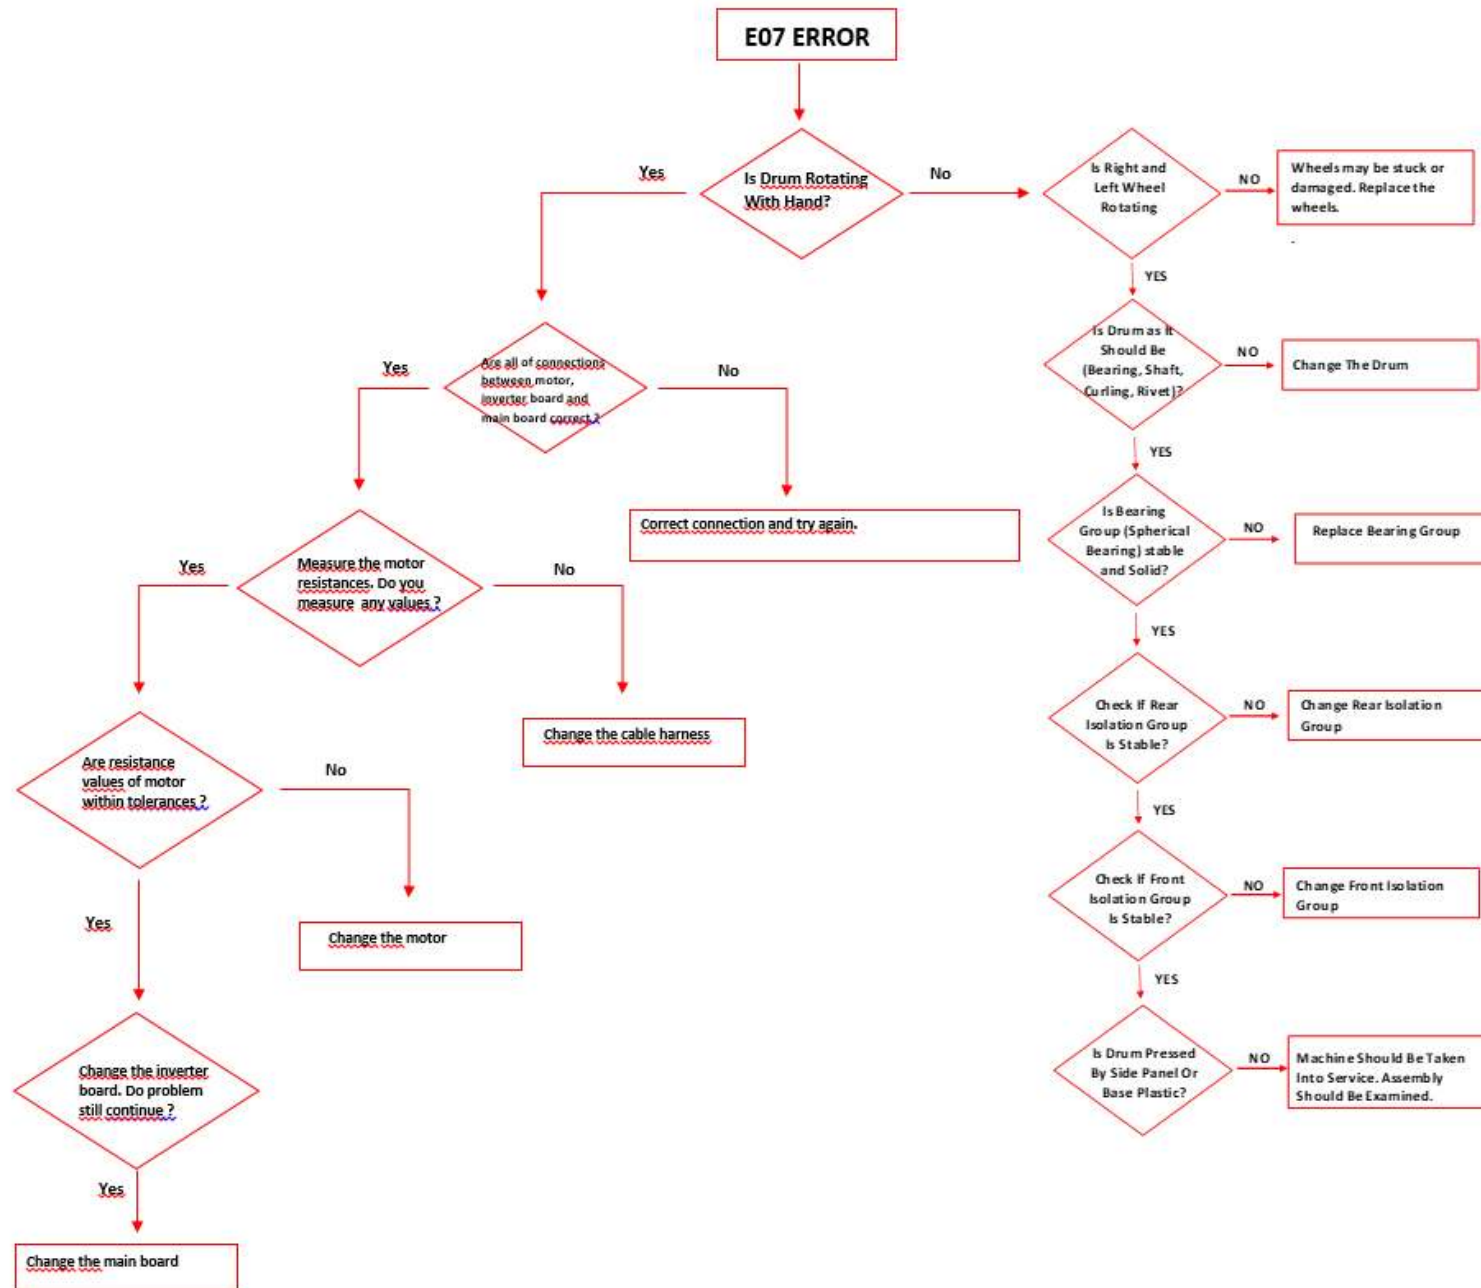 E07 ERROR
Is Drum Rotating
With Hand?
Yes
No
Is Right and
Left Wheel
Rotating
NO
Wheels may be stuck or
damaged. Replace the
wheels.
.
YES
Is Drum as It
Should Be
(Bearing, Shaft,
Curling, Rivet)?
NO
Change The Drum
YES
Is Bearing
Group (Spherical
Bearing) stable
and Solid?
NO
Replace Bearing Group
YES
Check If Rear
Isolation Group
Is Stable?
NO
Change Rear Isolation
Group
YES
Check If Front
Isolation Group
Is Stable?
NO
Change Front Isolation
Group
YES
Is Drum Pressed
By Side Panel Or
Base Plastic?
NO
Machine Should Be Taken
Into Service. Assembly
Should Be Examined.
Are all of connections
between motor,
inverter board and
main board correct ?
Yes
No
Correct connection and try again.
Measure the motor
resistances. Do you
measure any values ?
Yes
No
Change the cable harness
Are resistance
values of motor
within tolerances ?
No
Change the motor
Yes
Change the inverter
board. Do problem
still continue ?
Yes
Change the main board